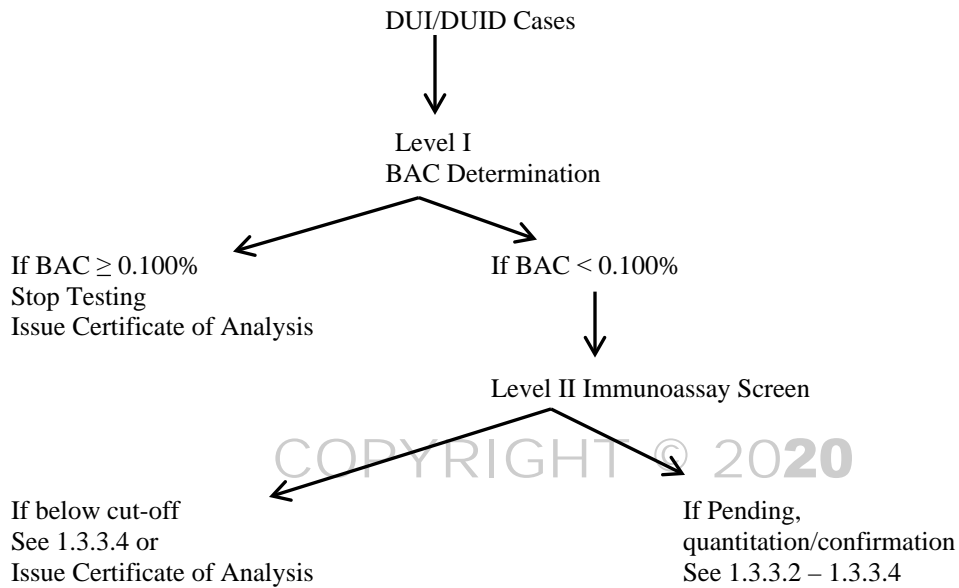 DUI/DUID Cases
Level I
BAC Determination
If BAC ≥ 0.100%
Stop Testing
Issue Certificate of Analysis
If BAC < 0.100%
Level II Immunoassay Screen
COPYRIGHT © 2020
If below cut-off
See 1.3.3.4 or
Issue Certificate of Analysis
If Pending,
quantitation/confirmation
See 1.3.3.2 – 1.3.3.4